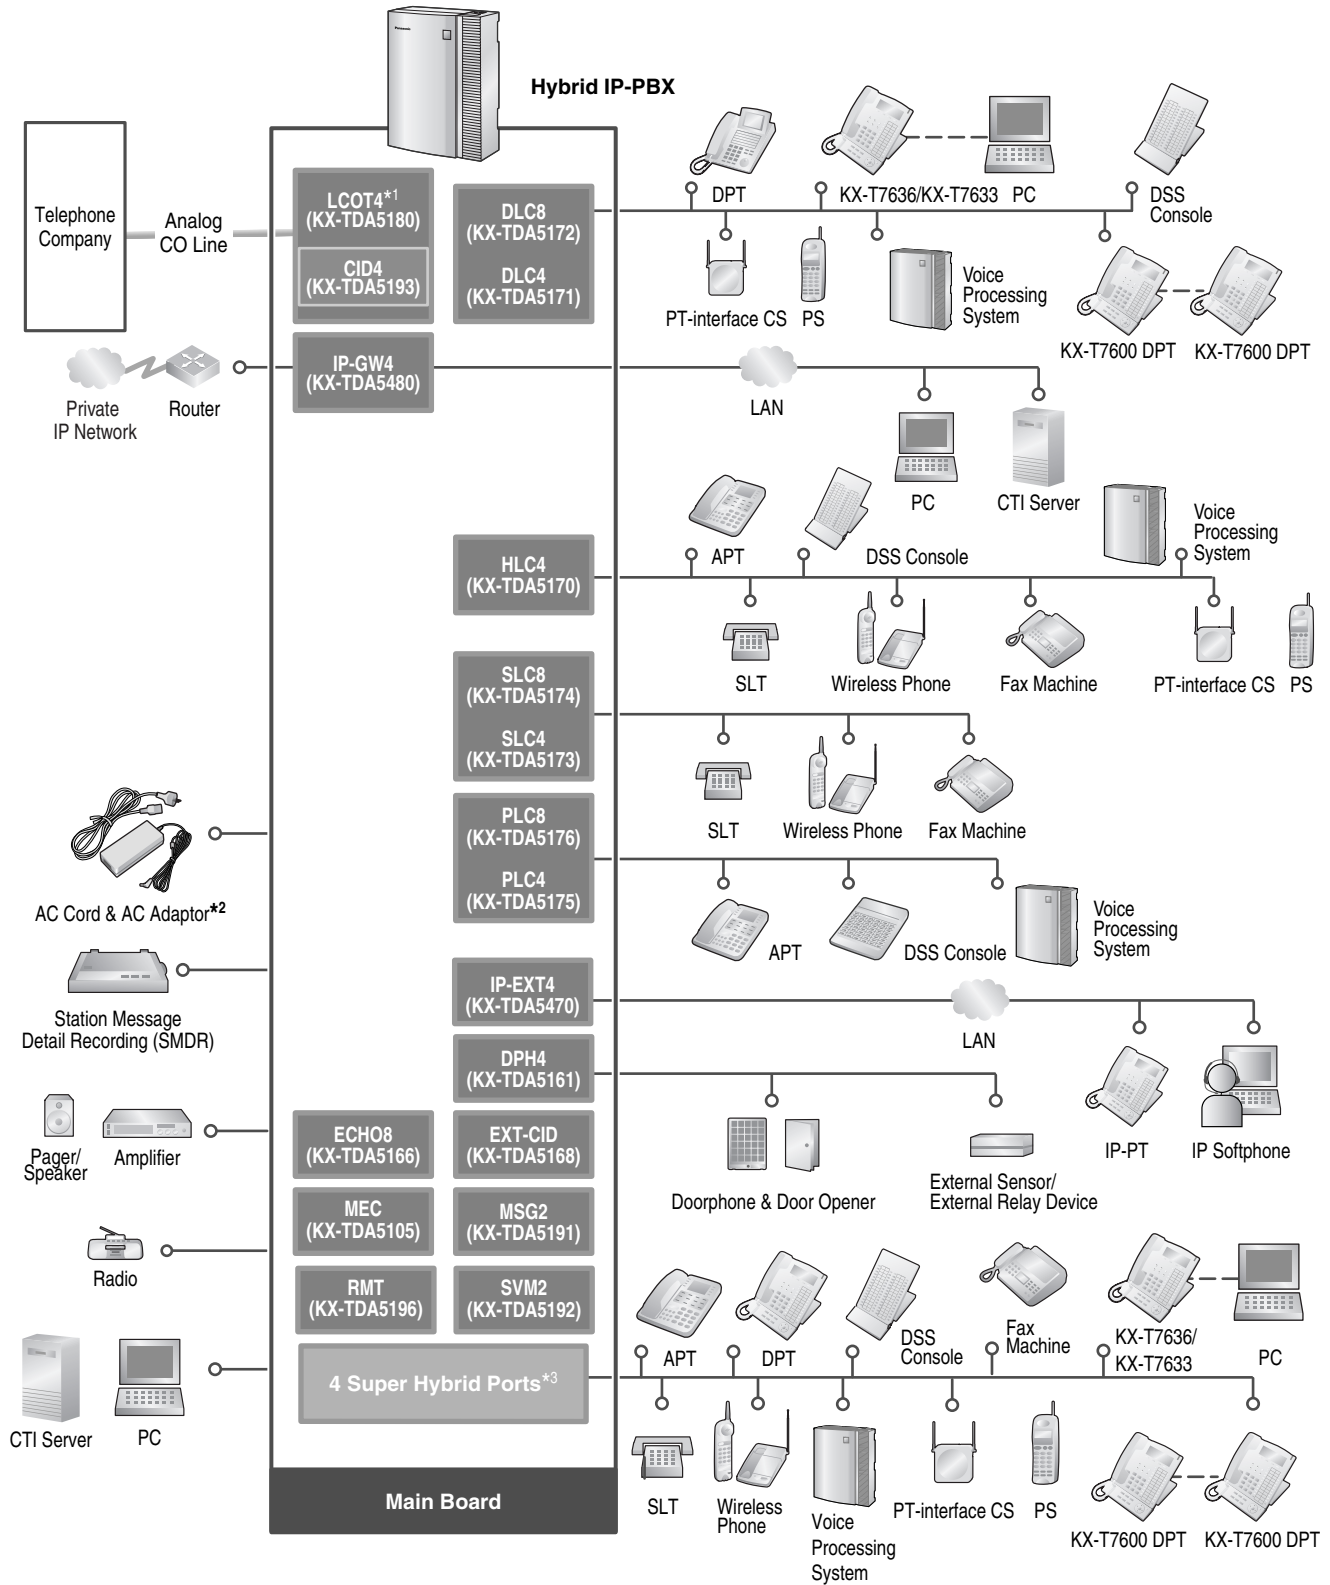 Panasonic
Hybrid IP-PBX
Telephone
Company
Analog
CO Line
LCOT4*1
(KX-TDA5180)
CID4
(KX-TDA5193)
DLC8
(KX-TDA5172)
DLC4
(KX-TDA5171)
DPT
KX-T7636/KX-T7633
PC
DSS
Console
PT-interface CS
PS
Voice
Processing
System
KX-T7600 DPT
KX-T7600 DPT
Private
IP Network
Router
IP-GW4
(KX-TDA5480)
LAN
PC
CTI Server
HLC4
(KX-TDA5170)
APT
DSS Console
Voice
Processing
System
SLT
Wireless Phone
Fax Machine
PT-interface CS
PS
SLC8
(KX-TDA5174)
SLC4
(KX-TDA5173)
SLT
Wireless Phone
Fax Machine
PLC8
(KX-TDA5176)
PLC4
(KX-TDA5175)
APT
DSS Console
Voice
Processing
System
AC Cord & AC Adaptor*2
Station Message
Detail Recording (SMDR)
IP-EXT4
(KX-TDA5470)
LAN
IP-PT
IP Softphone
DPH4
(KX-TDA5161)
Doorphone & Door Opener
External Sensor/
External Relay Device
Pager/
Speaker
Amplifier
ECHO8
(KX-TDA5166)
EXT-CID
(KX-TDA5168)
MEC
(KX-TDA5105)
MSG2
(KX-TDA5191)
Radio
RMT
(KX-TDA5196)
SVM2
(KX-TDA5192)
CTI Server
PC
4 Super Hybrid Ports*3
APT
DPT
DSS
Console
Fax
Machine
KX-T7636/
KX-T7633
PC
SLT
Wireless
Phone
Voice
Processing
System
PT-interface CS
PS
KX-T7600 DPT
KX-T7600 DPT
Main Board